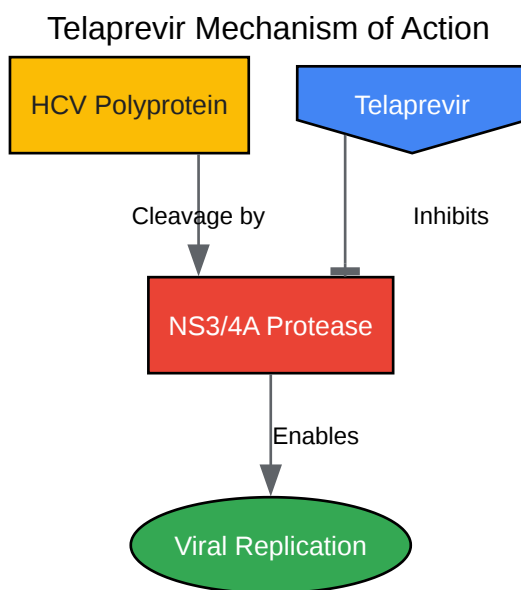 Telaprevir Mechanism of Action
HCV Polyprotein
Telaprevir
Cleavage by
Inhibits
NS3/4A Protease
Enables
Viral Replication